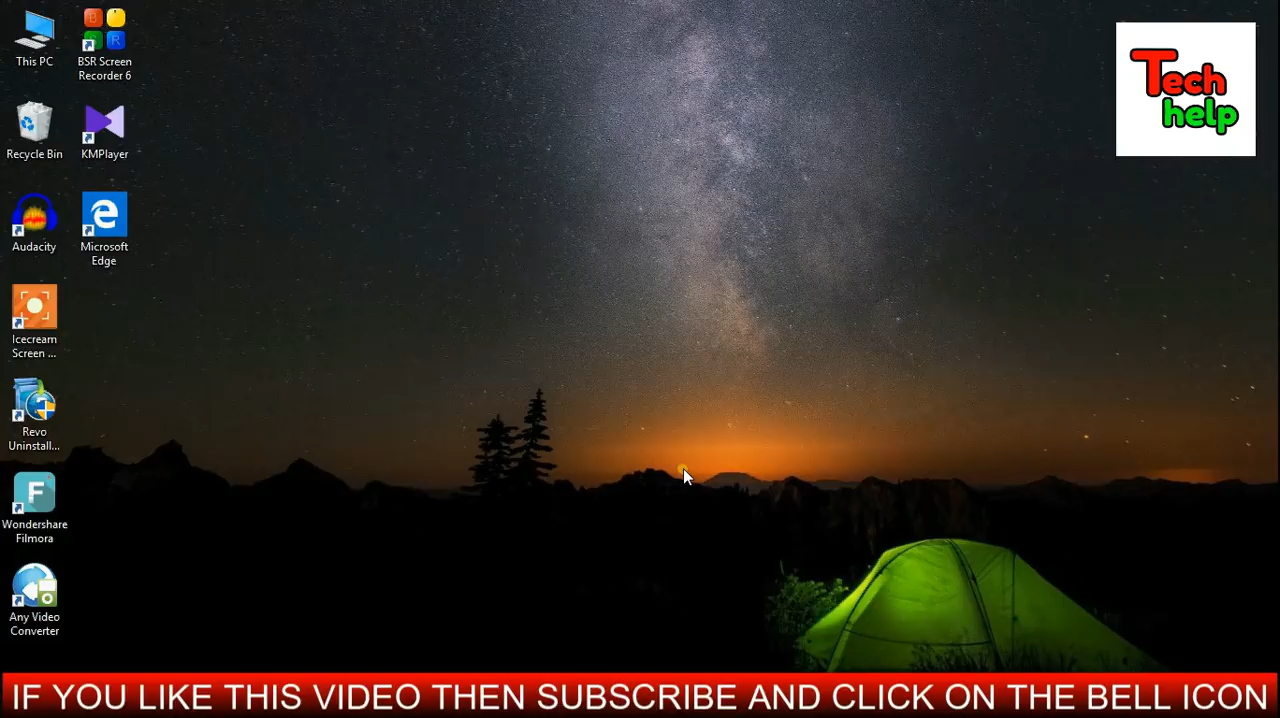 This PC
BSR Screen
Recorder 6
Recycle Bin
KMPlayer
Audacity
Microsoft
Edge
Icecream
Screen ...
Revo
Uninstall...
Wondershare
Filmora
Any Video
Converter
Tech
help
IF YOU LIKE THIS VIDEO THEN SUBSCRIBE AND CLICK ON THE BELL ICON